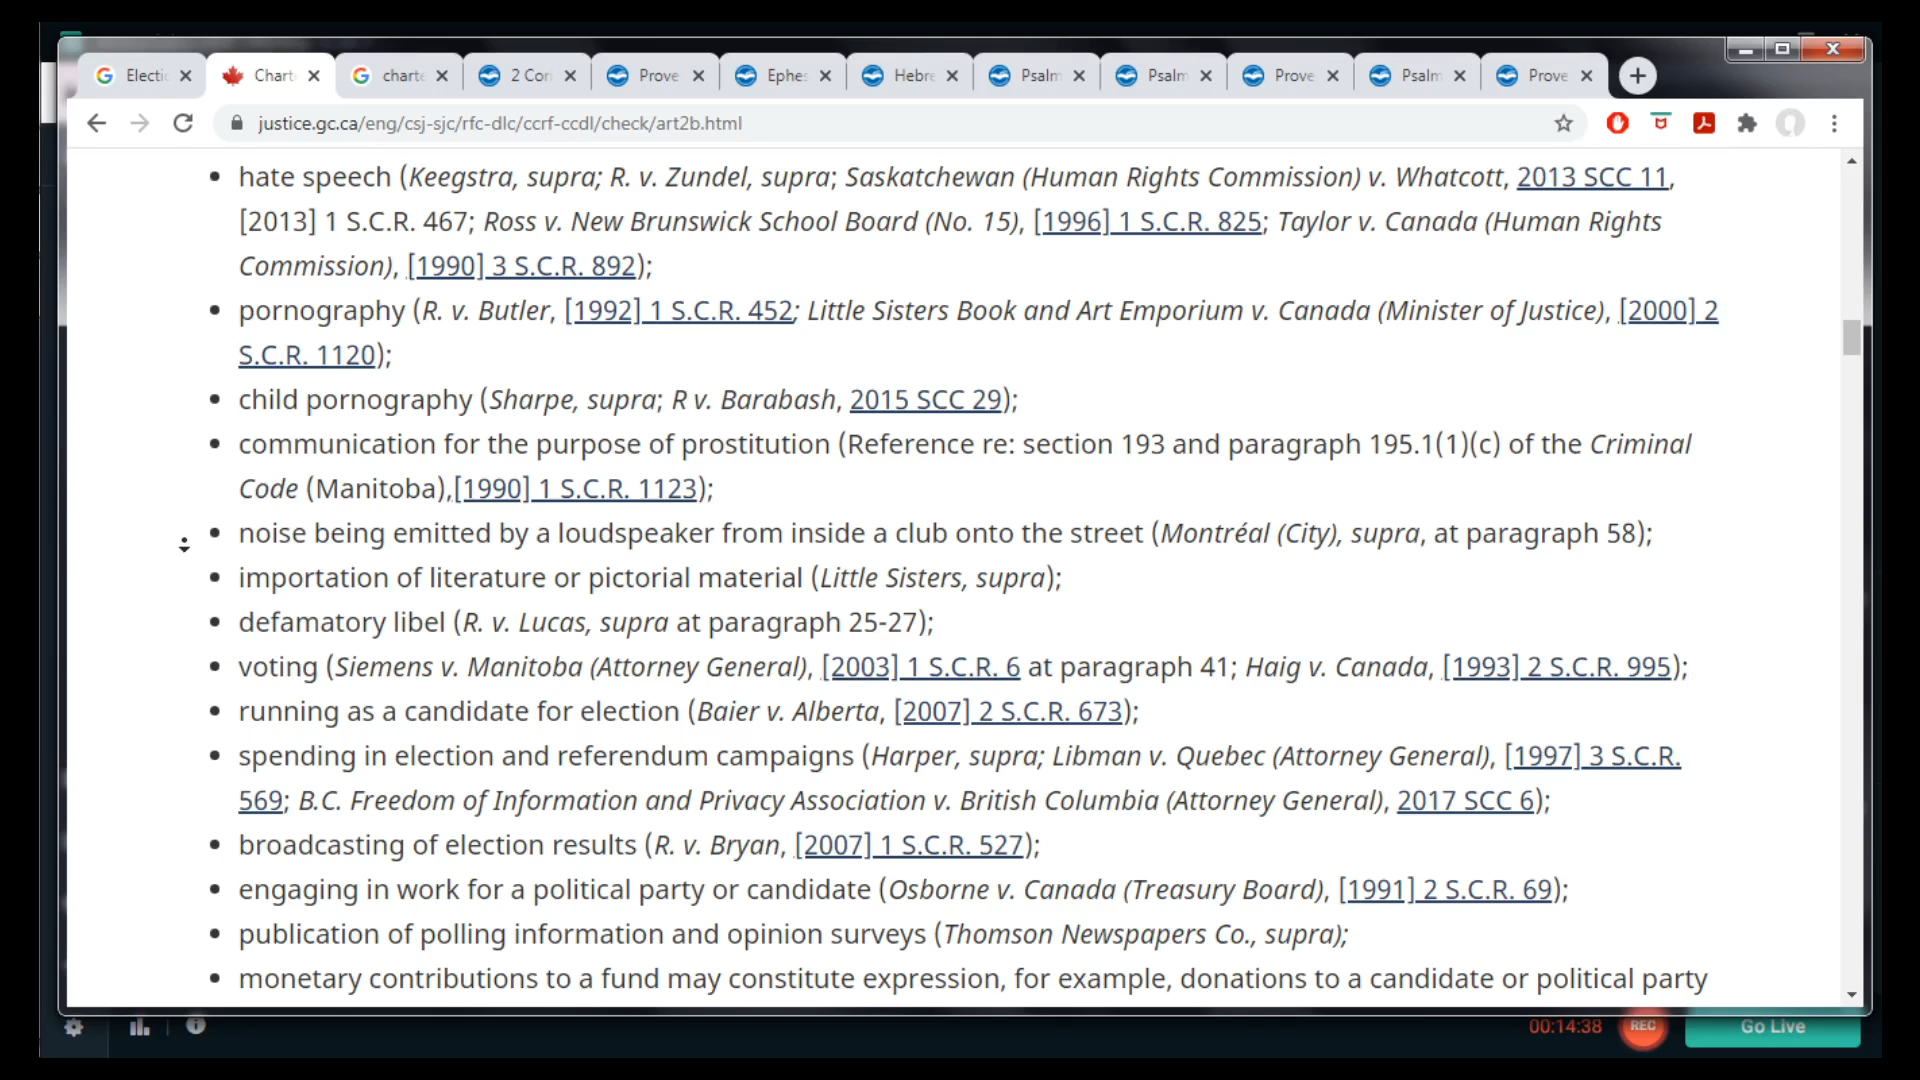 Electic
Charte
charte
2 Cori
Prove
Ephes
Hebre
Psalm
Psalm
Prove
Psalm
Prove
justice.gc.ca/eng/csj-sjc/rfc-dlc/ccrf-ccdl/check/art2b.html
• hate speech (Keegstra, supra; R. v. Zundel, supra; Saskatchewan (Human Rights Commission) v. Whatcott, 2013 SCC 11,
[2013] 1 S.C.R. 467; Ross v. New Brunswick School Board (No. 15), [1996] 1 S.C.R. 825; Taylor v. Canada (Human Rights
Commission), [1990] 3 S.C.R. 892);
• pornography (R. v. Butler, [1992] 1 S.C.R. 452; Little Sisters Book and Art Emporium v. Canada (Minister of Justice), [2000] 2
S.C.R. 1120);
• child pornography (Sharpe, supra; R v. Barabash, 2015 SCC 29);
• communication for the purpose of prostitution (Reference re: section 193 and paragraph 195.1(1)(c) of the Criminal
Code (Manitoba),[1990] 1 S.C.R. 1123);
• noise being emitted by a loudspeaker from inside a club onto the street (Montréal (City), supra, at paragraph 58);
• importation of literature or pictorial material (Little Sisters, supra);
• defamatory libel (R. v. Lucas, supra at paragraph 25-27);
• voting (Siemens v. Manitoba (Attorney General), [2003] 1 S.C.R. 6 at paragraph 41; Haig v. Canada, [1993] 2 S.C.R. 995);
• running as a candidate for election (Baier v. Alberta, [2007] 2 S.C.R. 673);
• spending in election and referendum campaigns (Harper, supra; Libman v. Quebec (Attorney General), [1997] 3 S.C.R.
569; B.C. Freedom of Information and Privacy Association v. British Columbia (Attorney General), 2017 SCC 6);
• broadcasting of election results (R. v. Bryan, [2007] 1 S.C.R. 527);
• engaging in work for a political party or candidate (Osborne v. Canada (Treasury Board), [1991] 2 S.C.R. 69);
• publication of polling information and opinion surveys (Thomson Newspapers Co., supra);
• monetary contributions to a fund may constitute expression, for example, donations to a candidate or political party
00:14:38
REC
Go Live